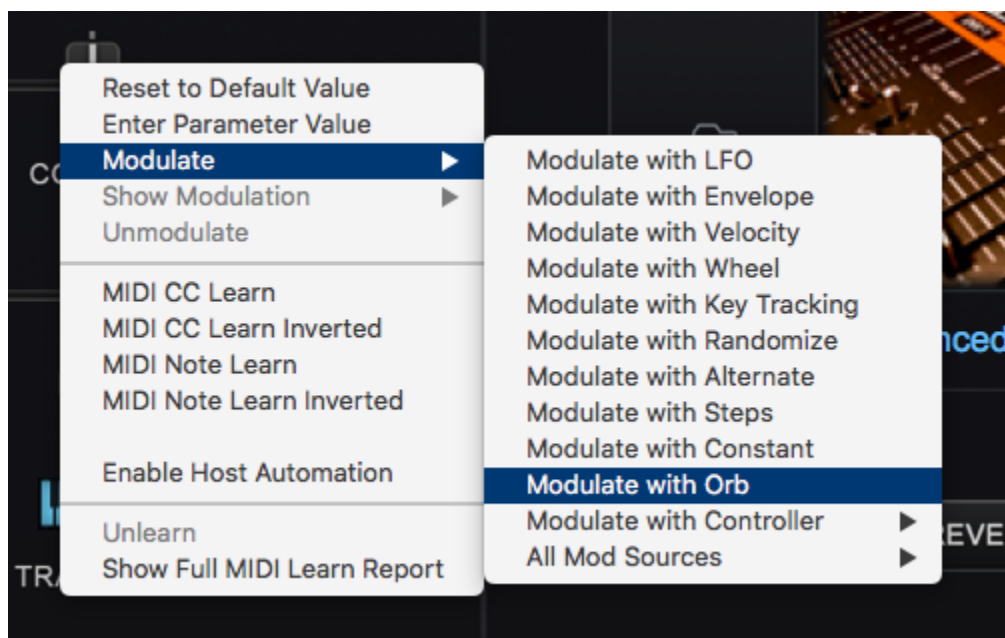 Reset to Default Value
Enter Parameter Value
Modulate
Show Modulation
Unmodulate
MIDI CC Learn
MIDI CC Learn Inverted
MIDI Note Learn
MIDI Note Learn Inverted
Enable Host Automation
Unlearn
Show Full MIDI Learn Report
Modulate with LFO
Modulate with Envelope
Modulate with Velocity
Modulate with Wheel
Modulate with Key Tracking
Modulate with Randomize
Modulate with Alternate
Modulate with Steps
Modulate with Constant
Modulate with Orb
Modulate with Controller
All Mod Sources